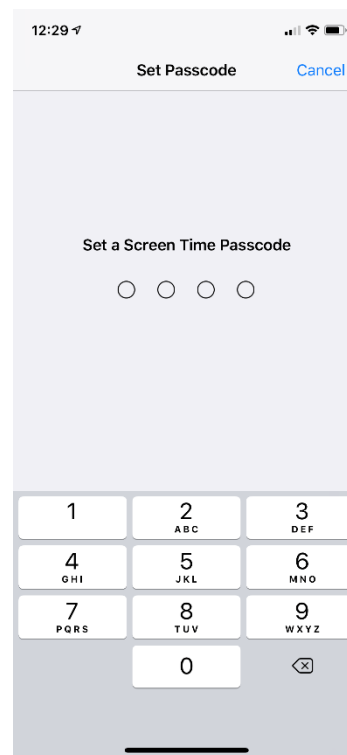 12:29
Set Passcode Cancel
Set a Screen Time Passcode
1 2 3
ABC DEF
4 5 6
GHI JKL MNO
7 8 9
PQRS TUV WXYZ
0